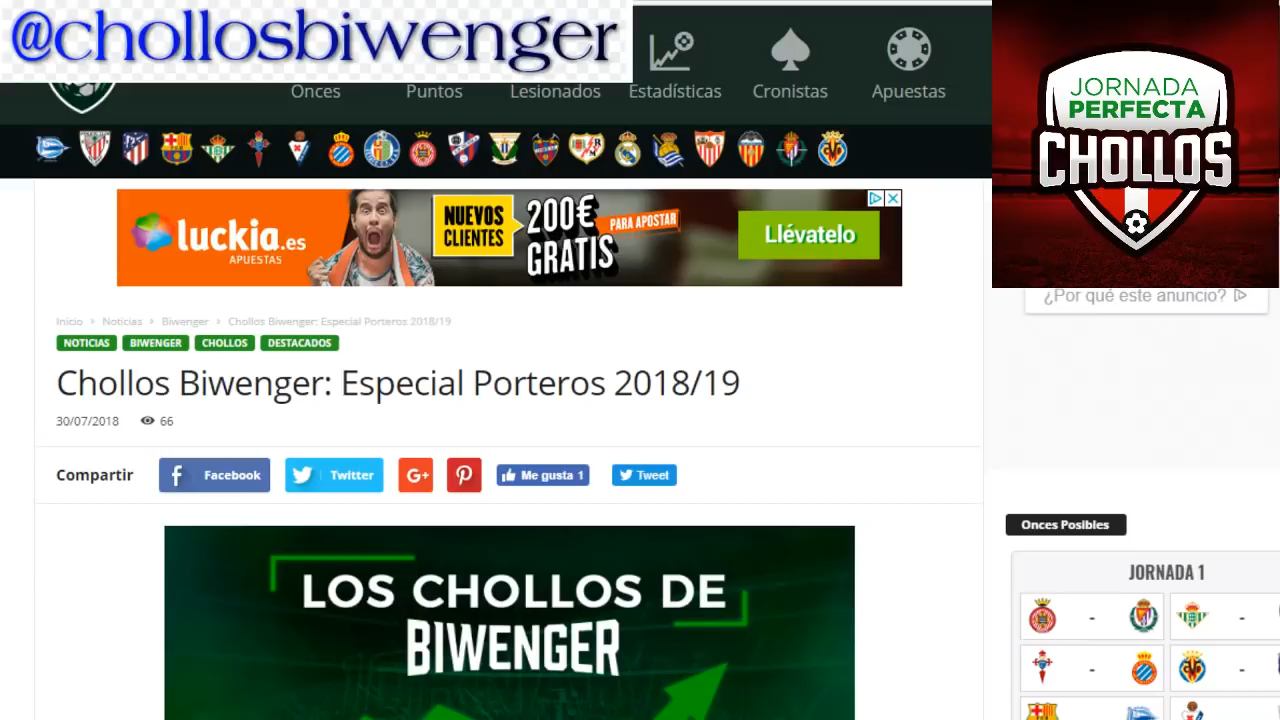 @chollosbiwenger
Onces
Puntos
Lesionados
Estadísticas
Cronistas
Apuestas
JORNADA
PERFECTA
CHOLLOS
luckia.es
APUESTAS
NUEVOS
CLIENTES
200€
GRATIS
PARA APOSTAR
Llévatelo
¿Por qué este anuncio?
Inicio > Noticias > Biwenger > Chollos Biwenger: Especial Porteros 2018/19
NOTICIAS BIWENGER CHOLLOS DESTACADOS
Chollos Biwenger: Especial Porteros 2018/19
30/07/2018 66
Compartir Facebook Twitter G+ Me gusta 1 Tweet
Onces Posibles
JORNADA 1
- -
- -
LOS CHOLLOS DE
BIWENGER